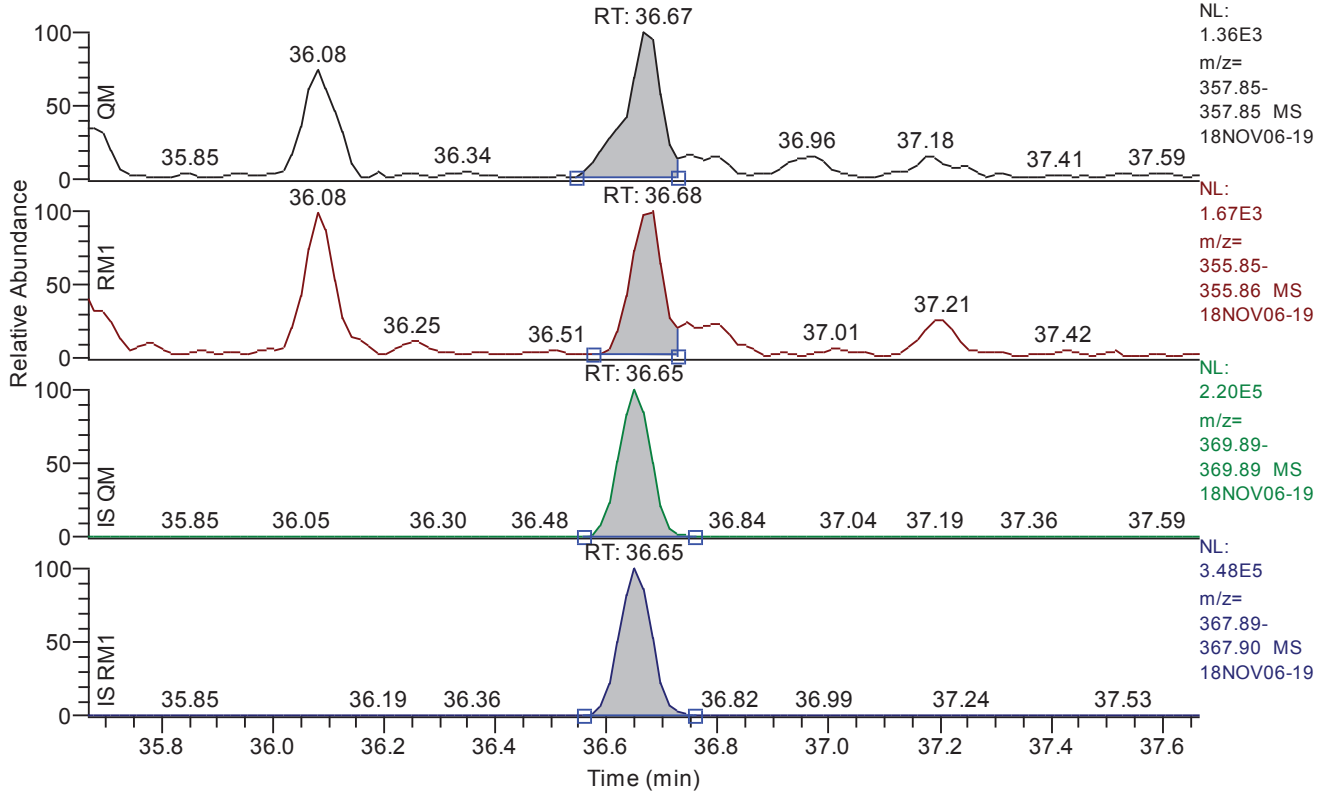 Relative Abundance
QM
100
50
0
RT: 36.67
36.08
35.85
36.34
36.96
37.18
37.41
37.59
NL:
1.36E3
m/z=
357.85-
357.85 MS
18NOV06-19
RM1
100
50
0
RT: 36.68
36.08
36.25
36.51
37.01
37.21
37.42
NL:
1.67E3
m/z=
355.85-
355.86 MS
18NOV06-19
IS QM
100
50
0
RT: 36.65
35.85
36.05
36.30
36.48
36.84
37.04
37.19
37.36
37.59
NL:
2.20E5
m/z=
369.89-
369.89 MS
18NOV06-19
IS RM1
100
50
0
RT: 36.65
35.85
36.19
36.36
36.82
36.99
37.24
37.53
NL:
3.48E5
m/z=
367.89-
367.90 MS
18NOV06-19
35.8 36.0 36.2 36.4 36.6 36.8 37.0 37.2 37.4 37.6
Time (min)